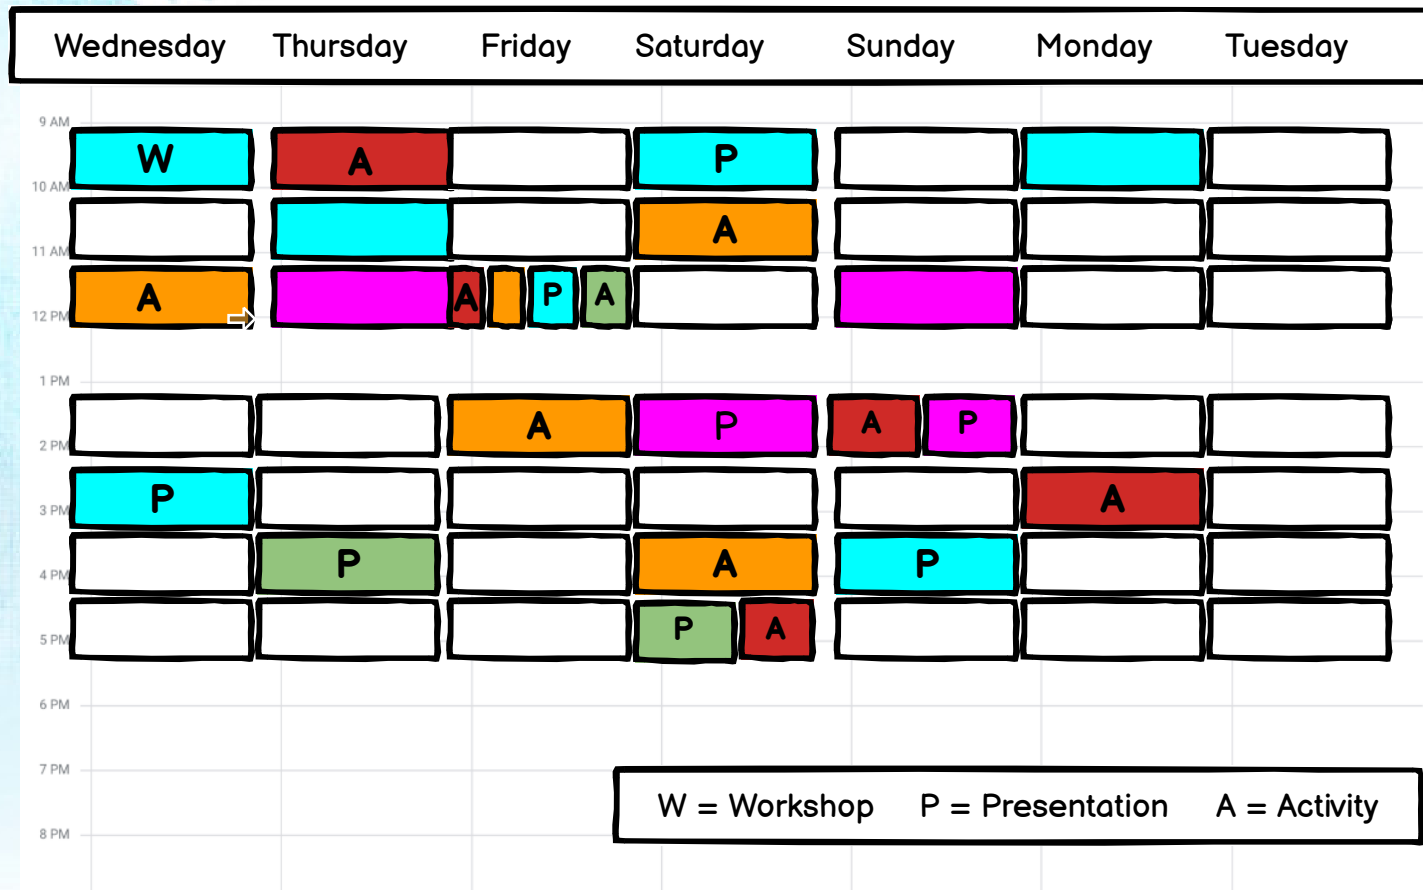 Wednesday Thursday Friday Saturday Sunday Monday Tuesday
9 AM
W A P
10 AM
A
11 AM
A A P A
12 PM
1 PM
A P A P
2 PM
P A
3 PM
P A P
4 PM
P A
5 PM
6 PM
7 PM
W = Workshop P = Presentation A = Activity
8 PM